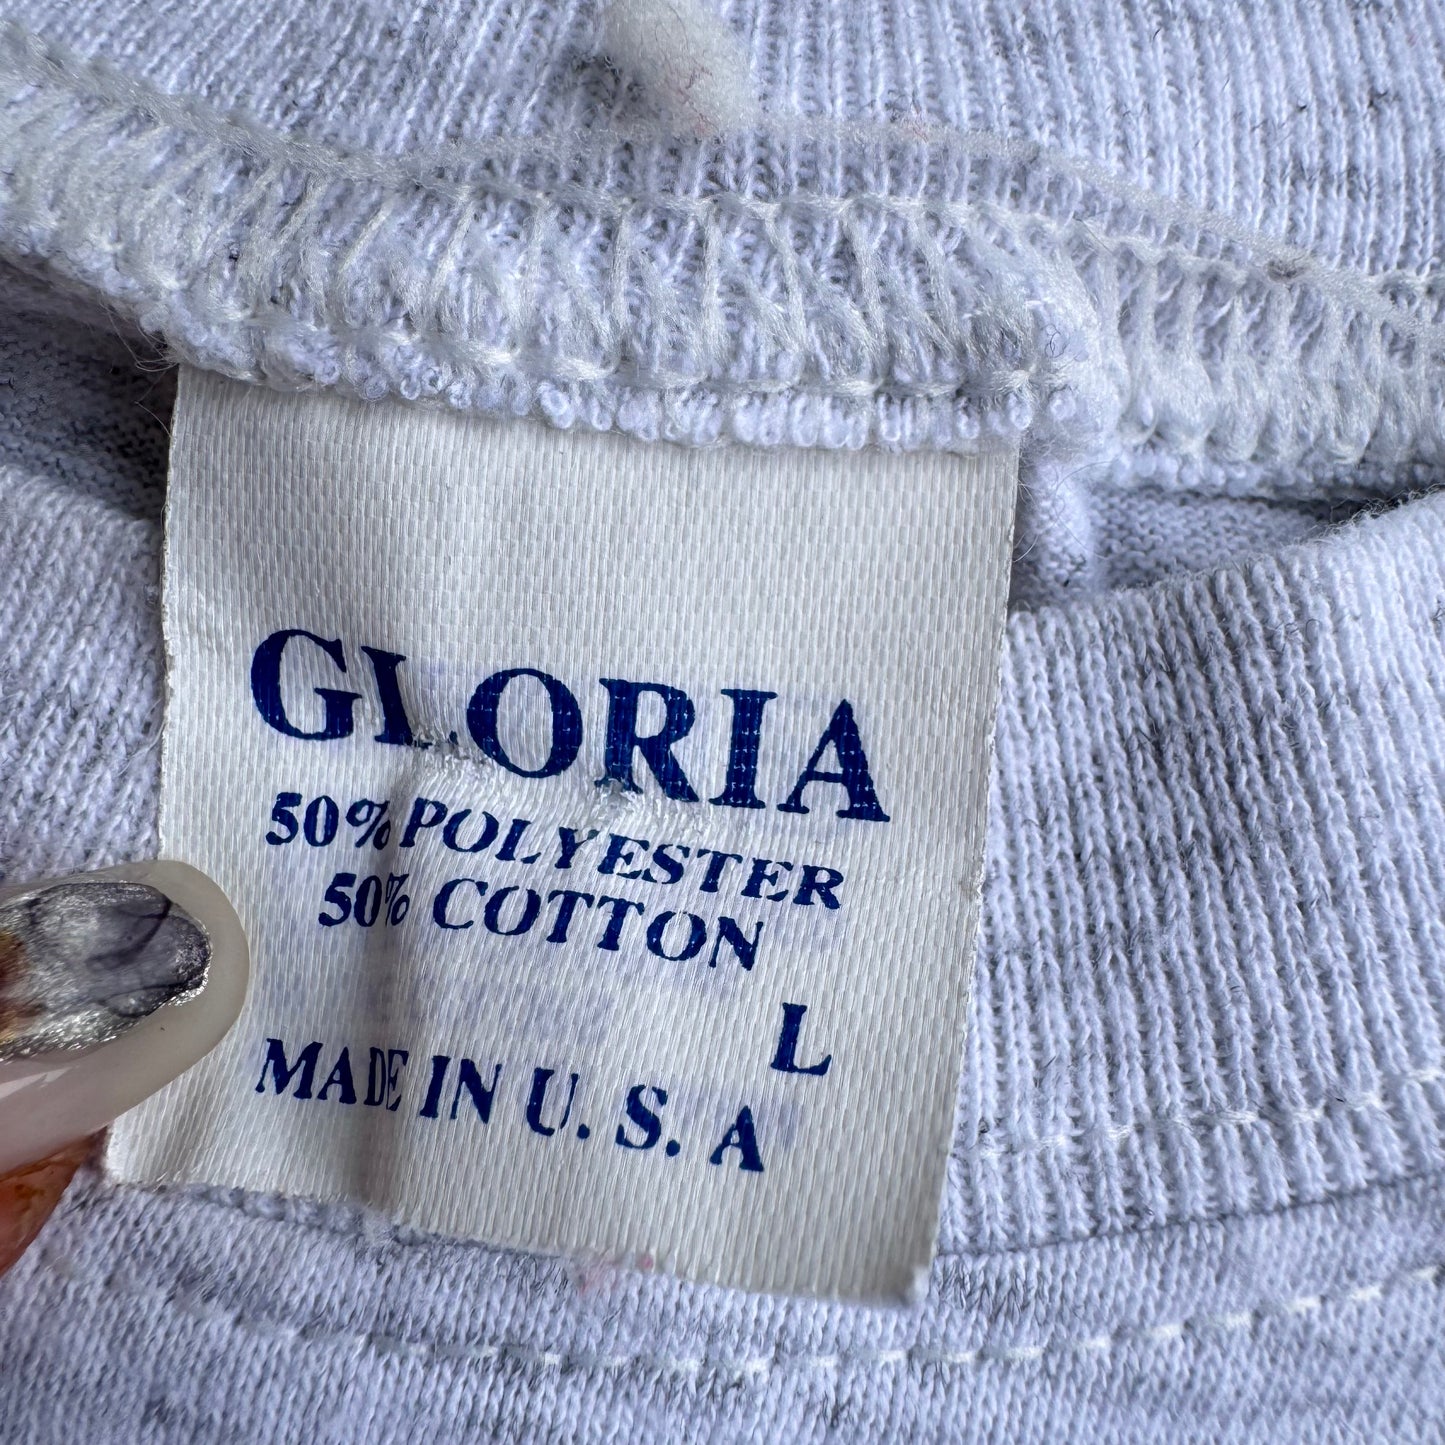 GLORIA
50% POLYESTER
50% COTTON
L
MADE IN U. S. A